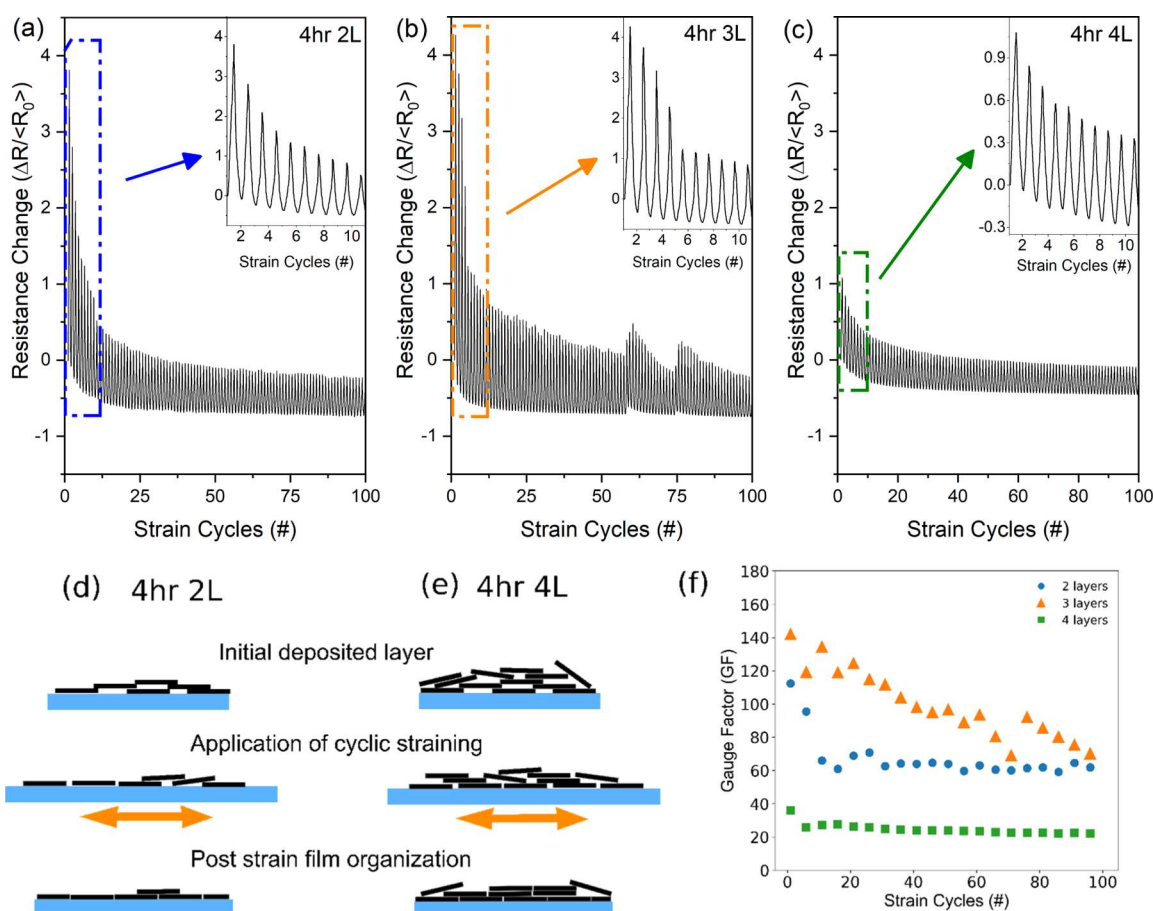 (a)
4hr 2L
Resistance Change (ΔR/<R₀>)
4
3
2
1
0
-1
0 25 50 75 100
Strain Cycles (#)
4
3
2
1
0
2 4 6 8 10
Strain Cycles (#)
(b)
4hr 3L
Resistance Change (ΔR/<R₀>)
4
3
2
1
0
-1
0 25 50 75 100
Strain Cycles (#)
4
3
2
1
0
2 4 6 8 10
Strain Cycles (#)
(c)
4hr 4L
Resistance Change (ΔR/<R₀>)
4
3
2
1
0
-1
0 20 40 60 80 100
Strain Cycles (#)
0.9
0.6
0.3
0.0
-0.3
2 4 6 8 10
Strain Cycles (#)
(d) 4hr 2L
(e) 4hr 4L
Initial deposited layer
Application of cyclic straining
Post strain film organization
(f)
Gauge Factor (GF)
180
160
140
120
100
80
60
40
20
0
0 20 40 60 80 100
Strain Cycles (#)
2 layers
3 layers
4 layers